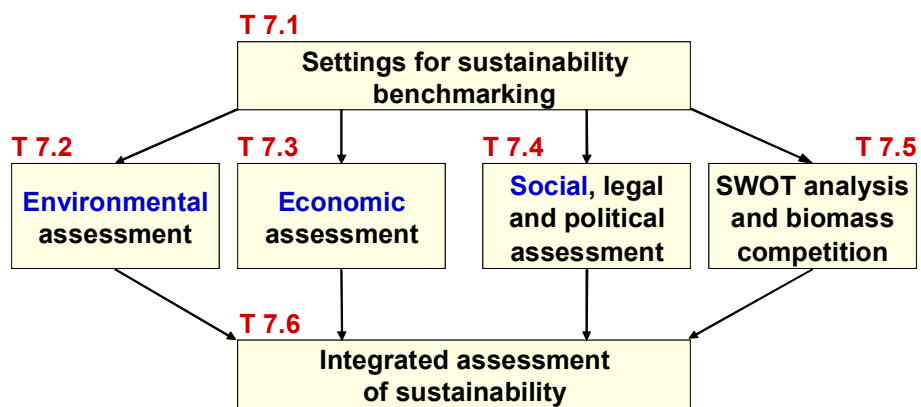 T 7.1
Settings for sustainability
benchmarking
T 7.2
Environmental
assessment
T 7.3
Economic
assessment
T 7.4
Social, legal
and political
assessment
T 7.5
SWOT analysis
and biomass
competition
T 7.6
Integrated assessment
of sustainability